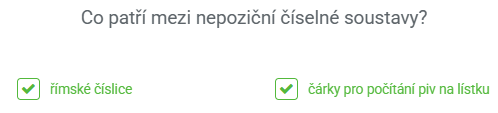 Co patří mezi nepoziční číselné soustavy?
římské číslice
čárky pro počítání piv na lístku